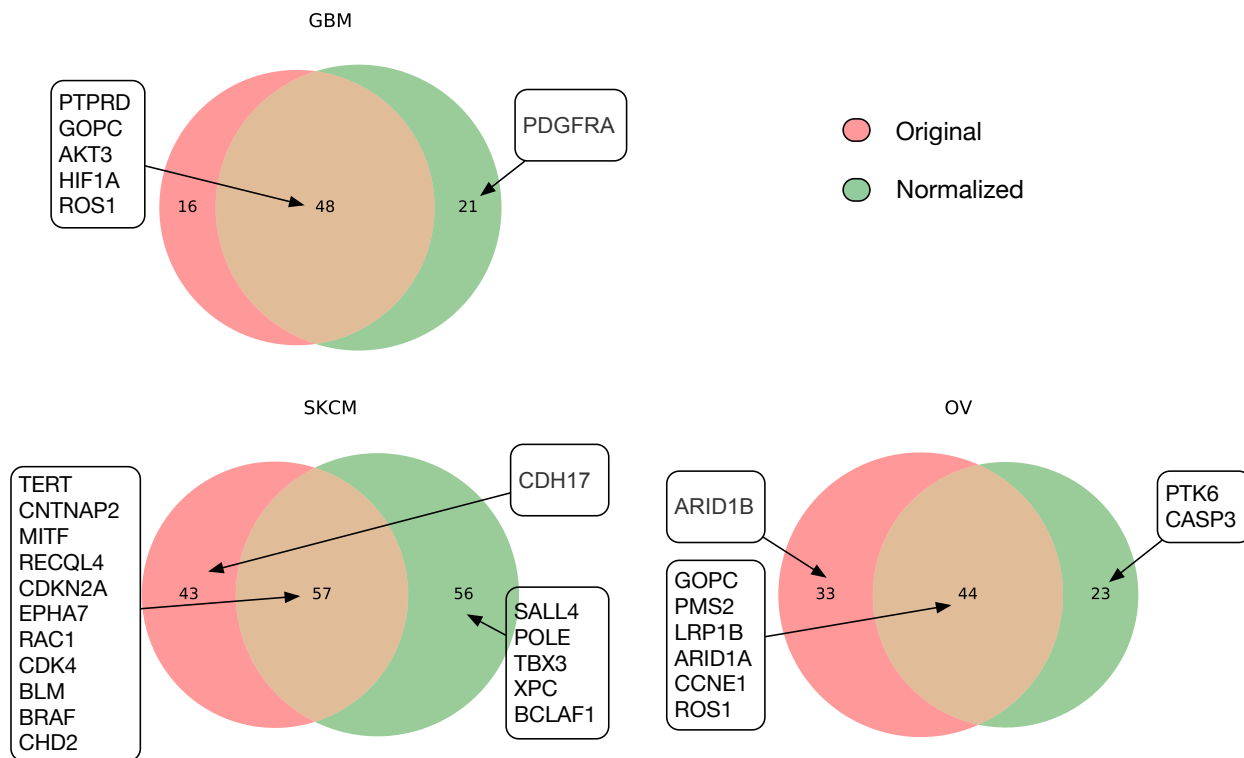 GBM
PTPRD
GOPC
AKT3
HIF1A
ROS1
PDGFRA
16
48
21
Original
Normalized
SKCM
TERT
CNTNAP2
MITF
RECQL4
CDKN2A
EPHA7
RAC1
CDK4
BLM
BRAF
CHD2
CDH17
43
57
56
SALL4
POLE
TBX3
XPC
BCLAF1
OV
ARID1B
GOPC
PMS2
LRP1B
ARID1A
CCNE1
ROS1
PTK6
CASP3
33
44
23